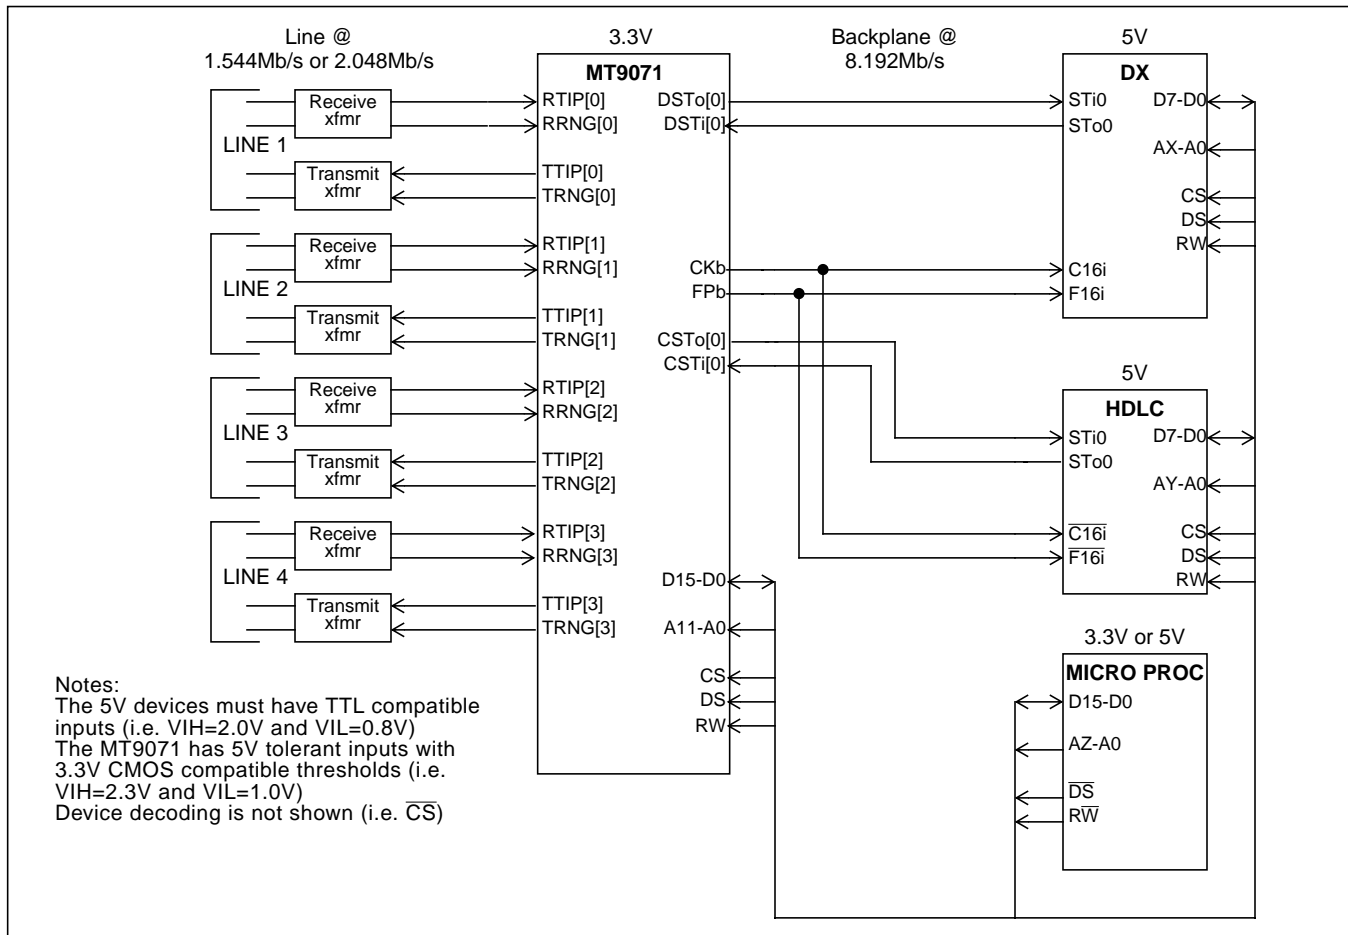 Line @
1.544Mb/s or 2.048Mb/s
3.3V
Backplane @
8.192Mb/s
5V
LINE 1
Receive
xfmr
Transmit
xfmr
LINE 2
Receive
xfmr
Transmit
xfmr
LINE 3
Receive
xfmr
Transmit
xfmr
LINE 4
Receive
xfmr
Transmit
xfmr
MT9071
RTIP[0]
RRNG[0]
TTIP[0]
TRNG[0]
RTIP[1]
RRNG[1]
TTIP[1]
TRNG[1]
RTIP[2]
RRNG[2]
TTIP[2]
TRNG[2]
RTIP[3]
RRNG[3]
TTIP[3]
TRNG[3]
DSTo[0]
DSTi[0]
CKb
FPb
CSTo[0]
CSTi[0]
D15-D0
A11-A0
CS
DS
RW
DX
STi0
STo0
C16i
F16i
D7-D0
AX-A0
CS
DS
RW
5V
HDLC
STi0
STo0
C16i
F16i
D7-D0
AY-A0
CS
DS
RW
3.3V or 5V
MICRO PROC
D15-D0
AZ-A0
DS
RW
Notes:
The 5V devices must have TTL compatible
inputs (i.e. VIH=2.0V and VIL=0.8V)
The MT9071 has 5V tolerant inputs with
3.3V CMOS compatible thresholds (i.e.
VIH=2.3V and VIL=1.0V)
Device decoding is not shown (i.e. CS)